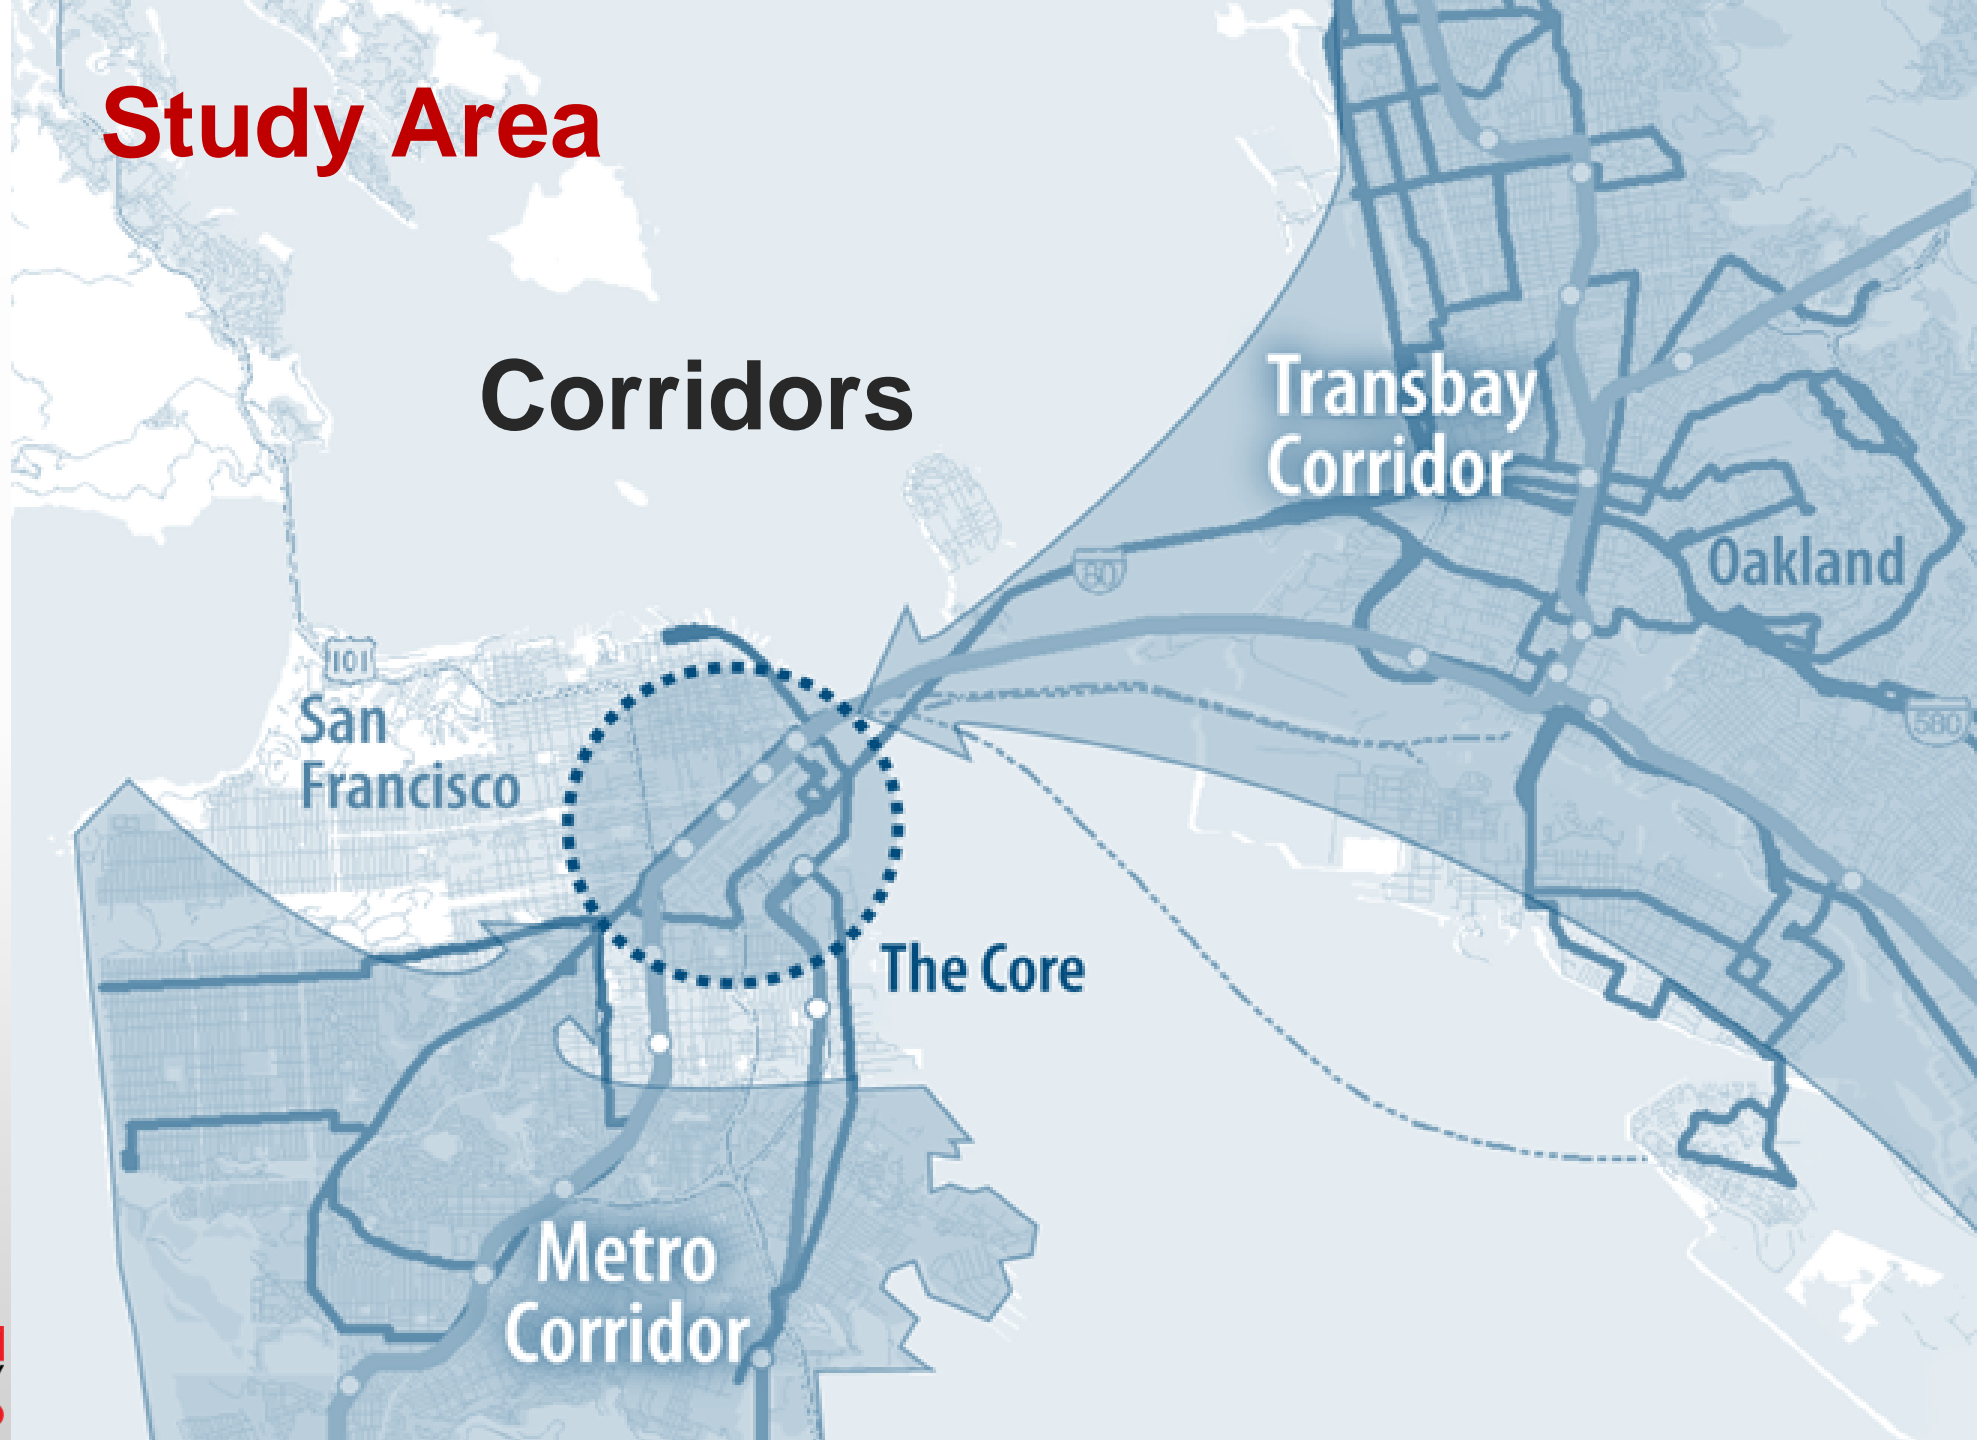 Study Area
Corridors
Transbay
Corridor
Oakland
80
101
San
Francisco
580
The Core
Metro
Corridor